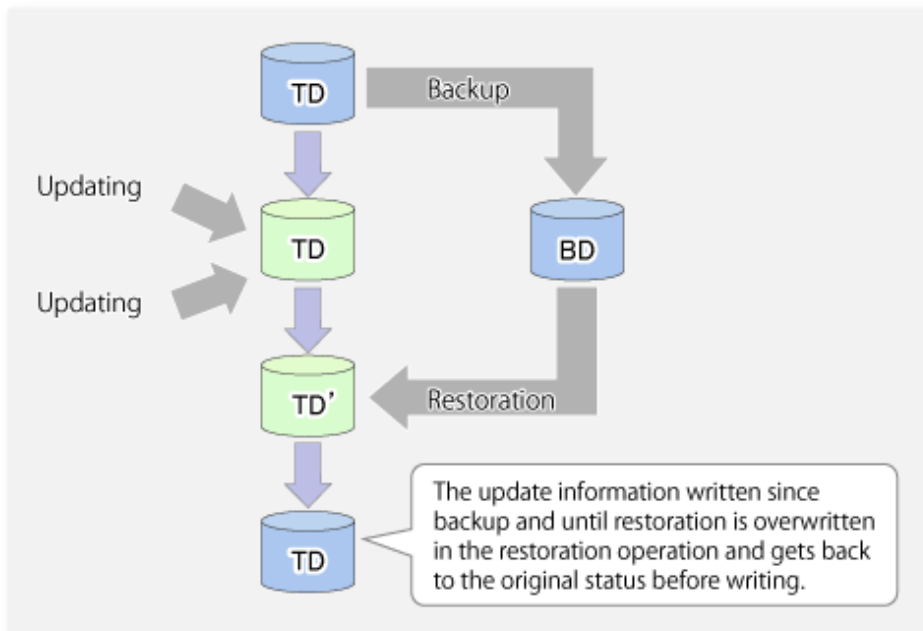 TD
Backup
Updating
TD
BD
Updating
TD’
Restoration
TD
The update information written since
backup and until restoration is overwritten
in the restoration operation and gets back
to the original status before writing.